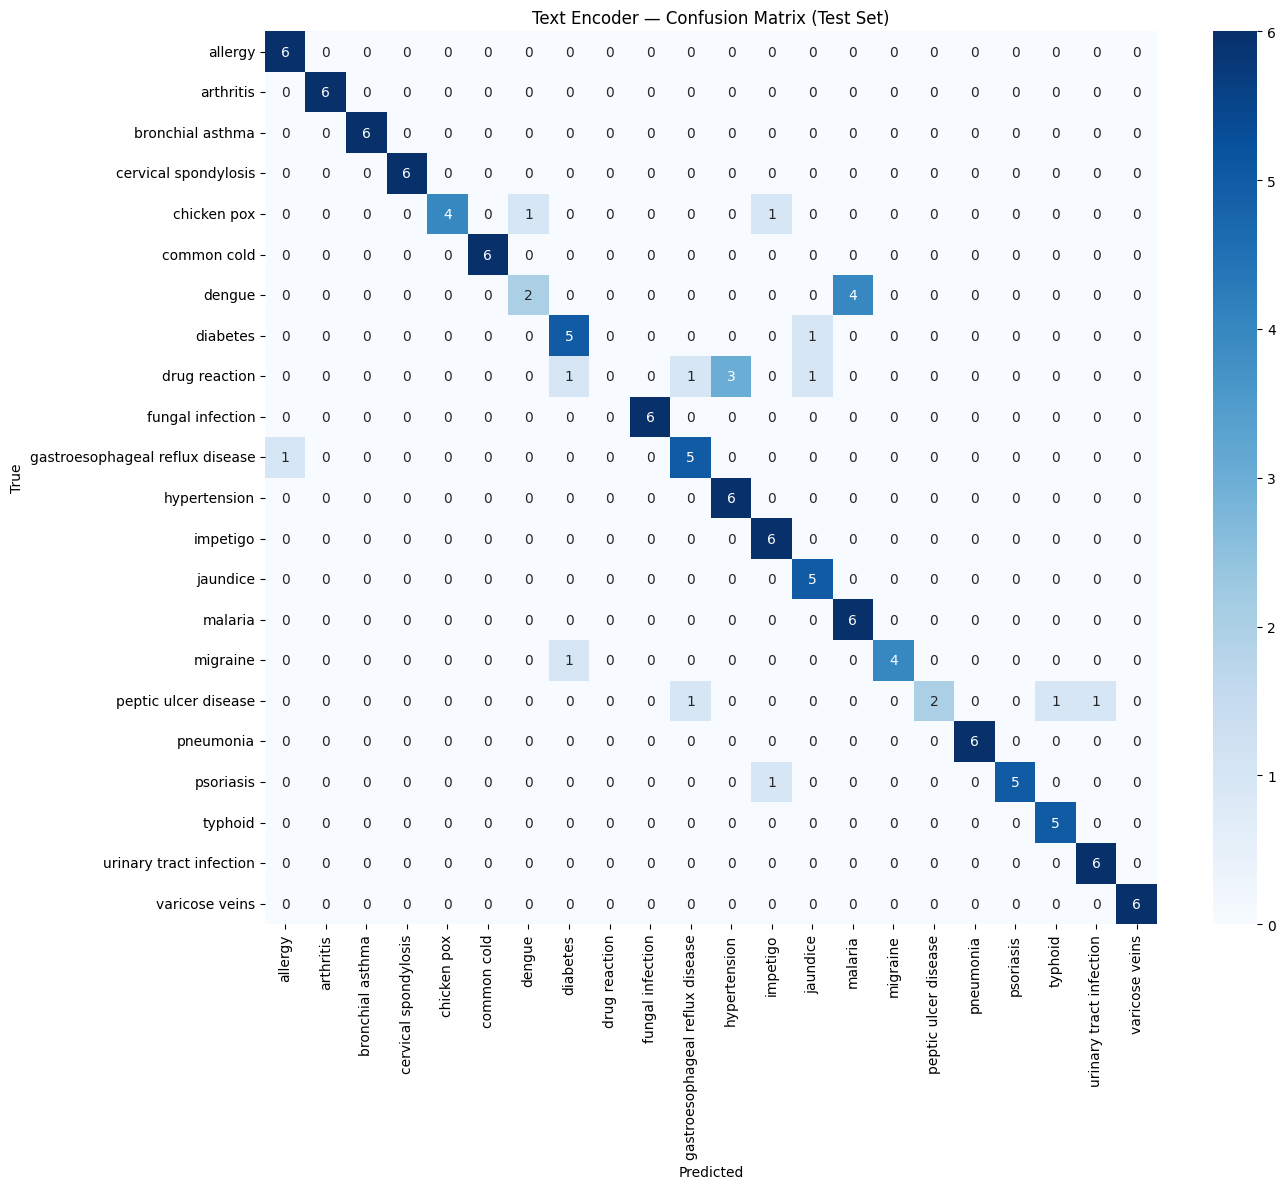 Text Encoder — Confusion Matrix (Test Set)
allergy 6 0 0 0 0 0 0 0 0 0 0 0 0 0 0 0 0 0 0 0 0 0
arthritis 0 6 0 0 0 0 0 0 0 0 0 0 0 0 0 0 0 0 0 0 0 0
bronchial asthma 0 0 6 0 0 0 0 0 0 0 0 0 0 0 0 0 0 0 0 0 0 0
cervical spondylosis 0 0 0 6 0 0 0 0 0 0 0 0 0 0 0 0 0 0 0 0 0 0
chicken pox 0 0 0 0 4 0 1 0 0 0 0 0 1 0 0 0 0 0 0 0 0 0
common cold 0 0 0 0 0 6 0 0 0 0 0 0 0 0 0 0 0 0 0 0 0 0
dengue 0 0 0 0 0 0 2 0 0 0 0 0 0 0 4 0 0 0 0 0 0 0
diabetes 0 0 0 0 0 0 0 5 0 0 0 0 0 1 0 0 0 0 0 0 0 0
drug reaction 0 0 0 0 0 0 0 1 0 0 1 3 0 1 0 0 0 0 0 0 0 0
fungal infection 0 0 0 0 0 0 0 0 0 6 0 0 0 0 0 0 0 0 0 0 0 0
gastroesophageal reflux disease 1 0 0 0 0 0 0 0 0 0 5 0 0 0 0 0 0 0 0 0 0 0
hypertension 0 0 0 0 0 0 0 0 0 0 0 6 0 0 0 0 0 0 0 0 0 0
impetigo 0 0 0 0 0 0 0 0 0 0 0 0 6 0 0 0 0 0 0 0 0 0
jaundice 0 0 0 0 0 0 0 0 0 0 0 0 0 5 0 0 0 0 0 0 0 0
malaria 0 0 0 0 0 0 0 0 0 0 0 0 0 0 6 0 0 0 0 0 0 0
migraine 0 0 0 0 0 0 0 1 0 0 0 0 0 0 0 4 0 0 0 0 0 0
peptic ulcer disease 0 0 0 0 0 0 0 0 0 0 1 0 0 0 0 0 2 0 0 1 1 0
pneumonia 0 0 0 0 0 0 0 0 0 0 0 0 0 0 0 0 0 6 0 0 0 0
psoriasis 0 0 0 0 0 0 0 0 0 0 0 0 1 0 0 0 0 0 5 0 0 0
typhoid 0 0 0 0 0 0 0 0 0 0 0 0 0 0 0 0 0 0 0 5 0 0
urinary tract infection 0 0 0 0 0 0 0 0 0 0 0 0 0 0 0 0 0 0 0 0 6 0
varicose veins 0 0 0 0 0 0 0 0 0 0 0 0 0 0 0 0 0 0 0 0 0 6
True
allergy
arthritis
bronchial asthma
cervical spondylosis
chicken pox
common cold
dengue
diabetes
drug reaction
fungal infection
gastroesophageal reflux disease
hypertension
impetigo
jaundice
malaria
migraine
peptic ulcer disease
pneumonia
psoriasis
typhoid
urinary tract infection
varicose veins
Predicted
6
5
4
3
2
1
0